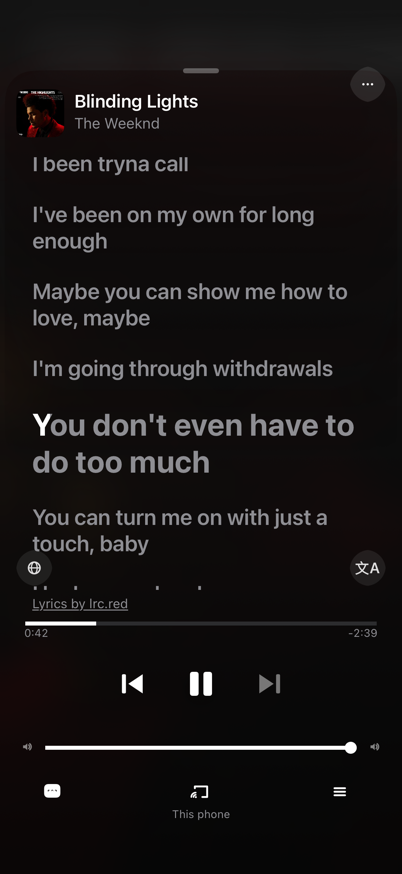 Blinding Lights
The Weeknd
I been tryna call
I've been on my own for long
enough
Maybe you can show me how to
love, maybe
I'm going through withdrawals
You don't even have to
do too much
You can turn me on with just a
touch, baby
文A
Lyrics by lrc.red
0:42
-2:39
This phone